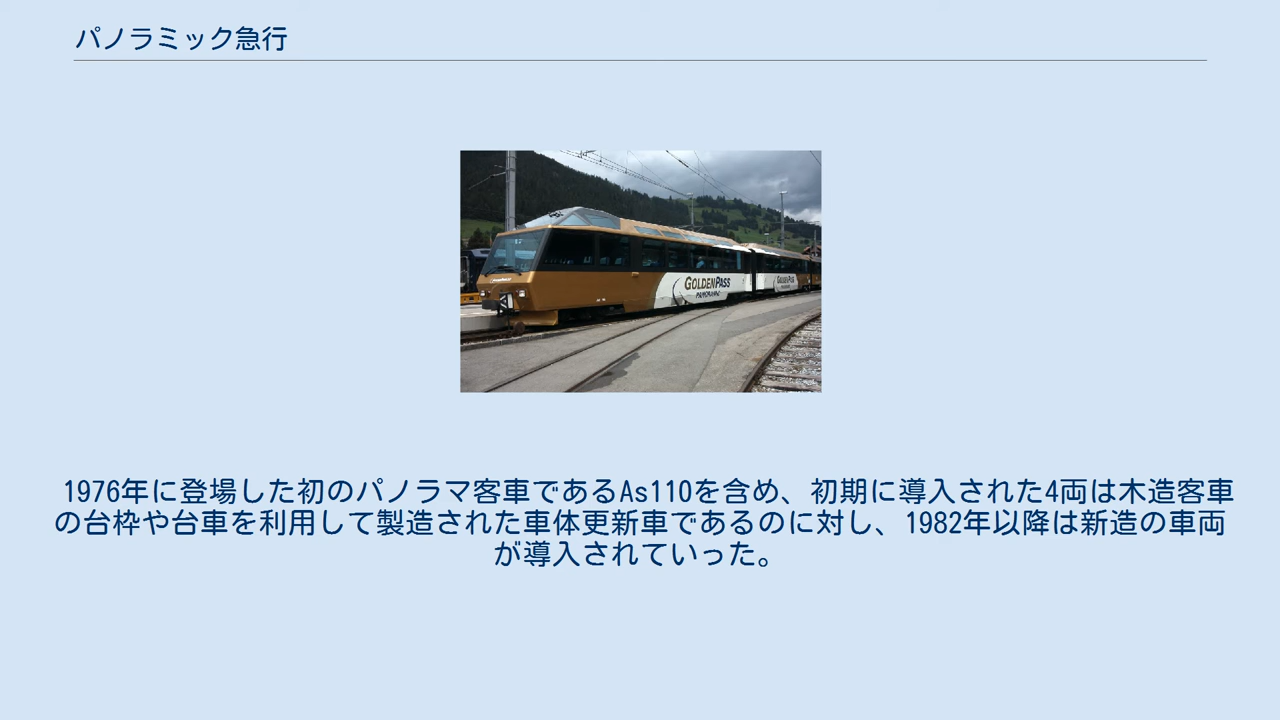 パノラミック急行
GOLDENPASS
PANORAMIC
GOLDENPASS
1976年に登場した初のパノラマ客車であるAs110を含め、初期に導入された4両は木造客車
の台枠や台車を利用して製造された車体更新車であるのに対し、1982年以降は新造の車両
が導入されていった。